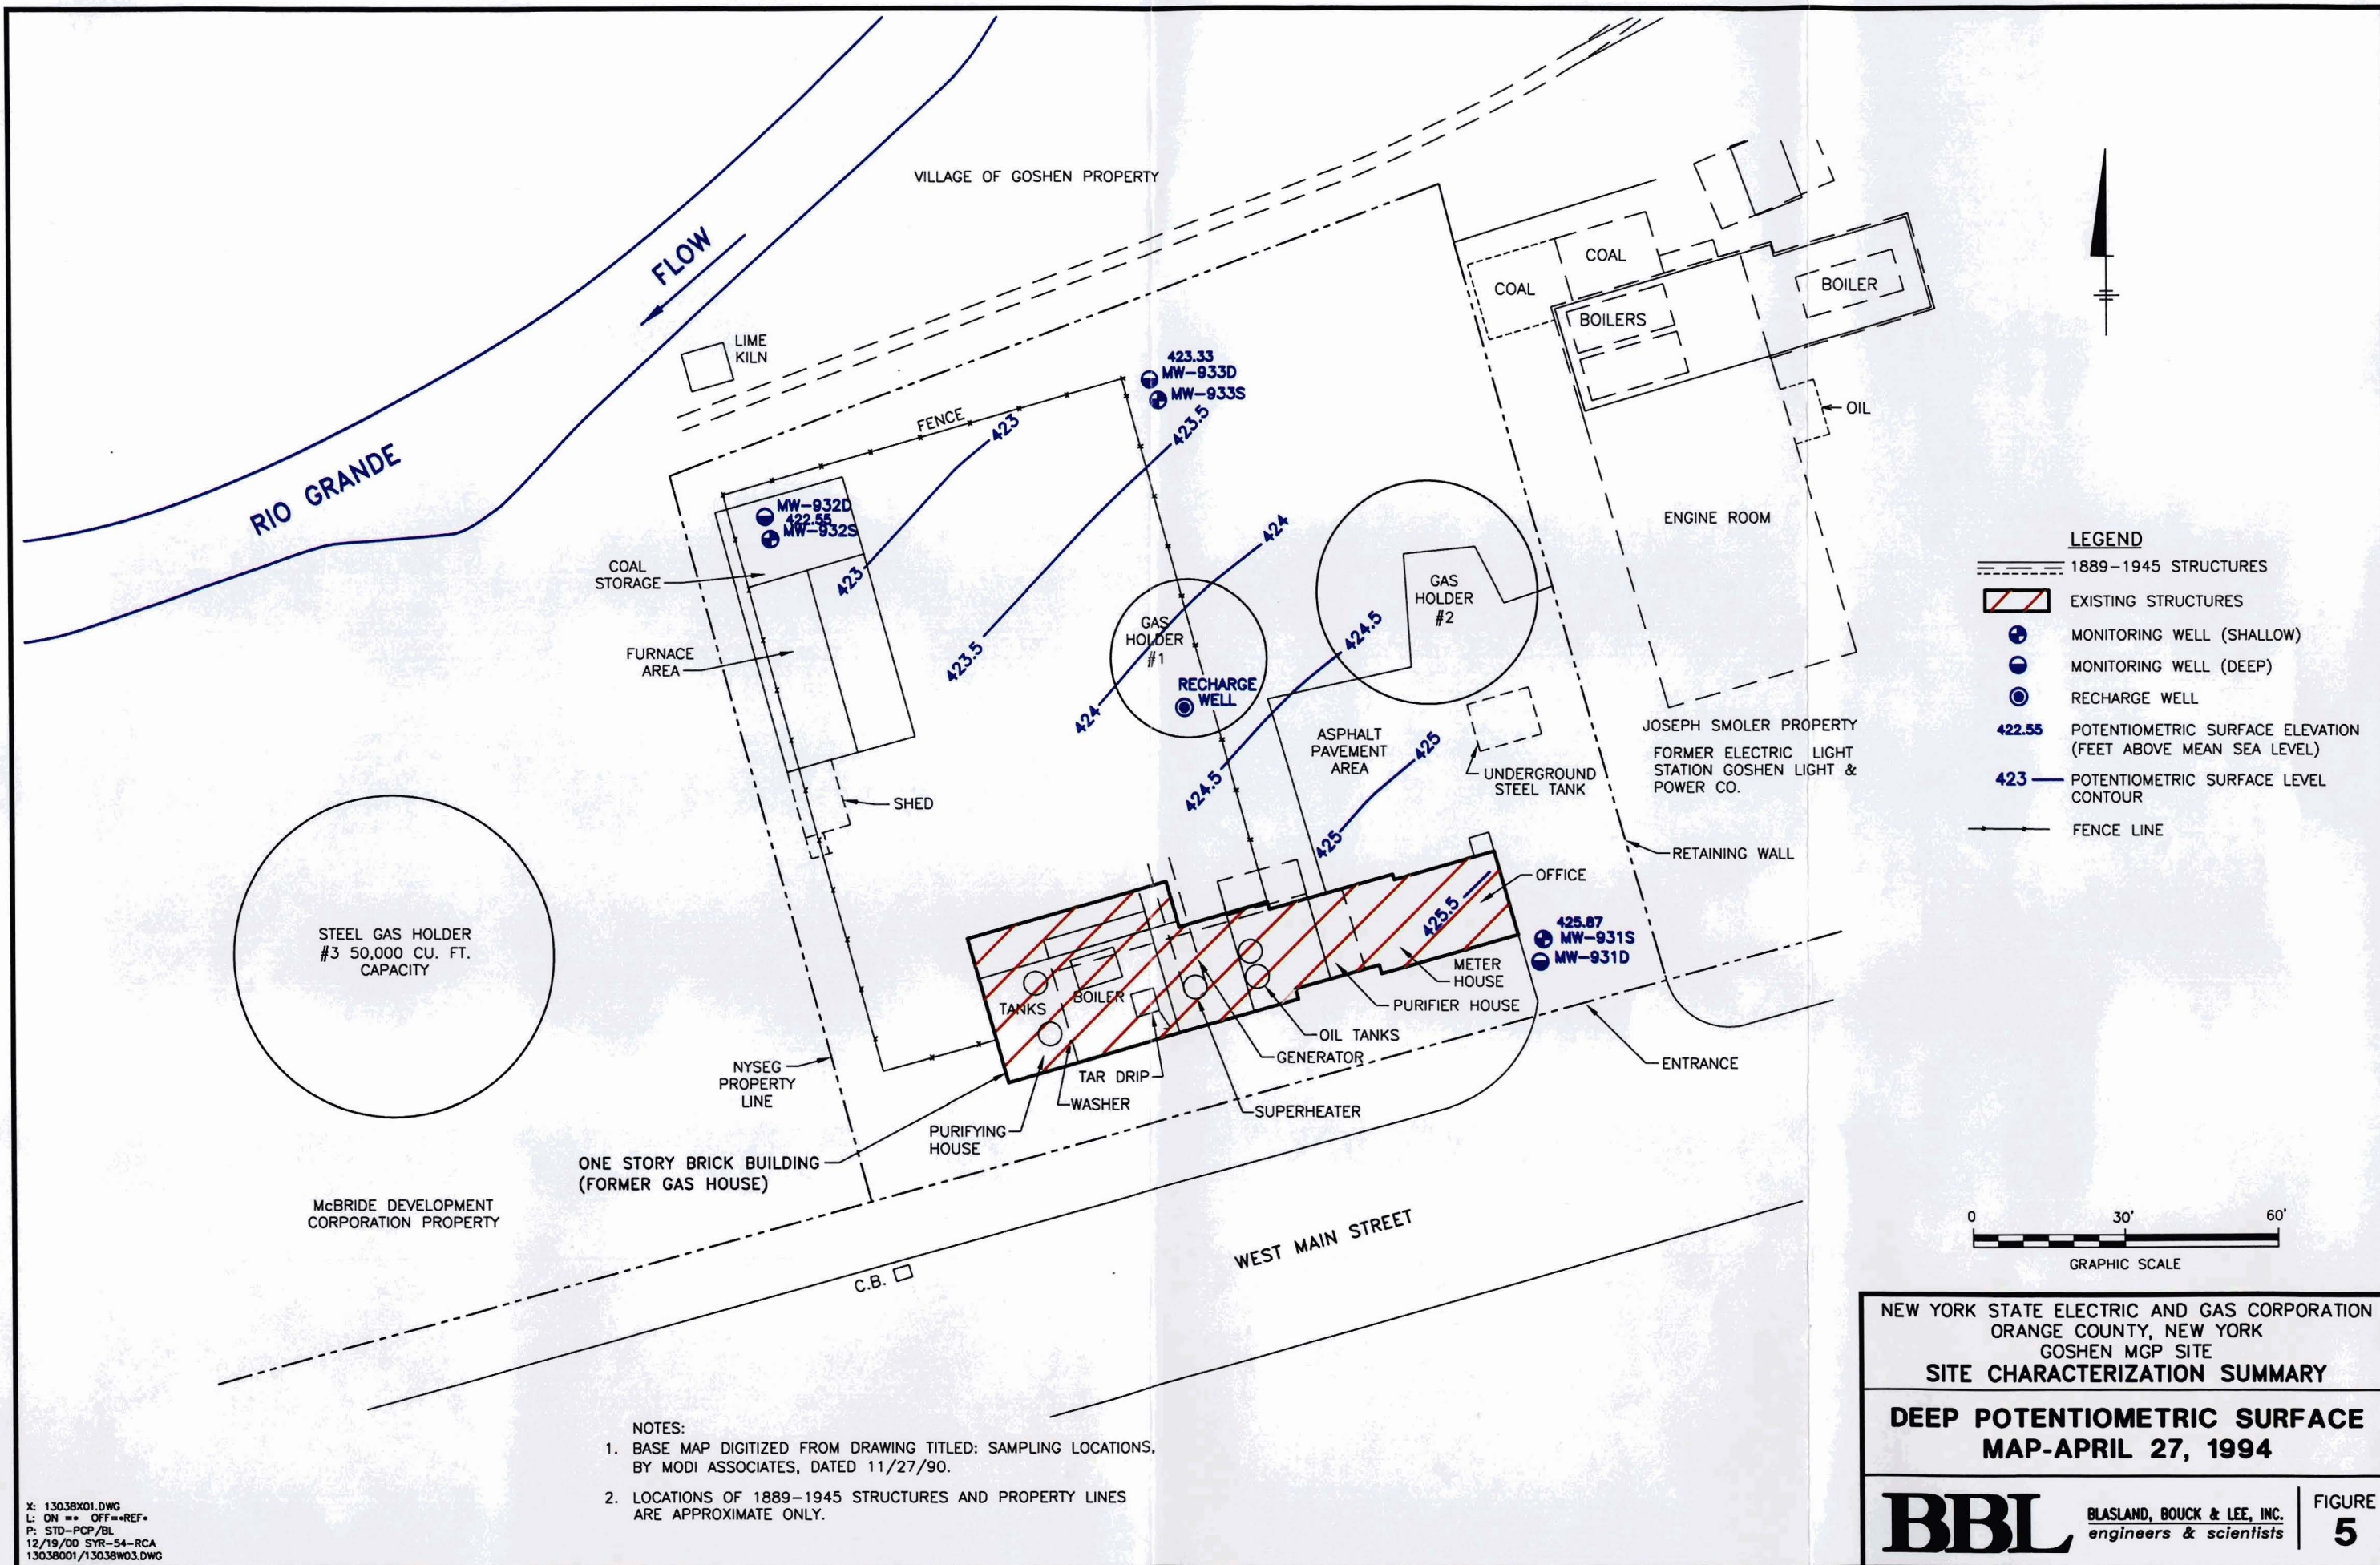 VILLAGE OF GOSHEN PROPERTY
FLOW
RIO GRANDE
LIME
KILN
FENCE
423
423.33
MW-933D
MW-933S
423.5
COAL
COAL
BOILERS
BOILER
OIL
ENGINE ROOM
MW-932D
422.55
MW-932S
COAL
STORAGE
423
424
GAS
HOLDER
#1
GAS
HOLDER
#2
424.5
FURNACE
AREA
423.5
RECHARGE
WELL
424
ASPHALT
PAVEMENT
AREA
425
UNDERGROUND
STEEL TANK
JOSEPH SMOLER PROPERTY
FORMER ELECTRIC LIGHT
STATION GOSHEN LIGHT &
POWER CO.
SHED
424.5
425
RETAINING WALL
OFFICE
425.5
425.87
MW-931S
MW-931D
STEEL GAS HOLDER
#3 50,000 CU. FT.
CAPACITY
TANKS
BOILER
METER
HOUSE
PURIFIER HOUSE
OIL TANKS
GENERATOR
ENTRANCE
NYSEG
PROPERTY
LINE
TAR DRIP
WASHER
SUPERHEATER
PURIFYING
HOUSE
ONE STORY BRICK BUILDING
(FORMER GAS HOUSE)
McBRIDE DEVELOPMENT
CORPORATION PROPERTY
WEST MAIN STREET
C.B.
LEGEND
1889-1945 STRUCTURES
EXISTING STRUCTURES
MONITORING WELL (SHALLOW)
MONITORING WELL (DEEP)
RECHARGE WELL
422.55 POTENTIOMETRIC SURFACE ELEVATION
(FEET ABOVE MEAN SEA LEVEL)
423 POTENTIOMETRIC SURFACE LEVEL
CONTOUR
FENCE LINE
0 30' 60'
GRAPHIC SCALE
NOTES:
1. BASE MAP DIGITIZED FROM DRAWING TITLED: SAMPLING LOCATIONS,
BY MODI ASSOCIATES, DATED 11/27/90.
2. LOCATIONS OF 1889-1945 STRUCTURES AND PROPERTY LINES
ARE APPROXIMATE ONLY.
X: 13038X01.DWG
L: ON =* OFF=*REF*
P: STD-PCP/BL
12/19/00 SYR-54-RCA
13038001/13038W03.DWG
NEW YORK STATE ELECTRIC AND GAS CORPORATION
ORANGE COUNTY, NEW YORK
GOSHEN MGP SITE
SITE CHARACTERIZATION SUMMARY
DEEP POTENTIOMETRIC SURFACE
MAP-APRIL 27, 1994
BBL
BLASLAND, BOUCK & LEE, INC.
engineers & scientists
FIGURE
5